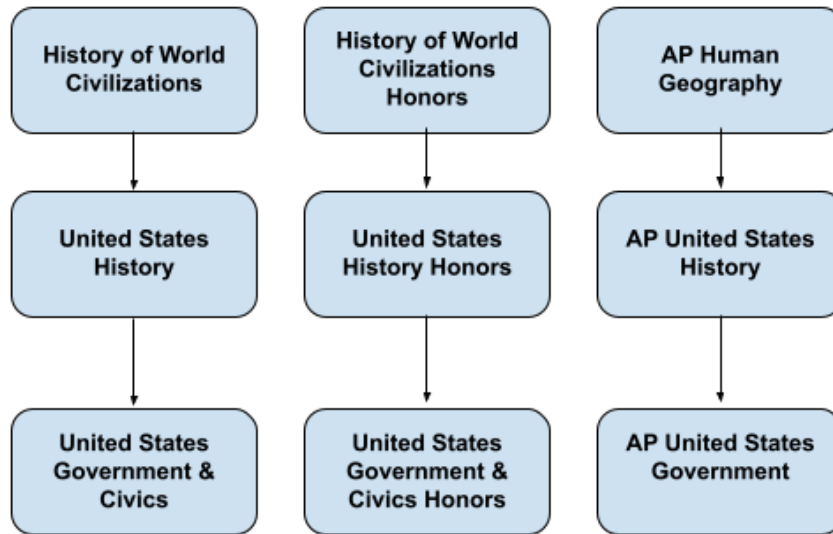 History of World
Civilizations
History of World
Civilizations
Honors
AP Human
Geography
United States
History
United States
History Honors
AP United States
History
United States
Government &
Civics
United States
Government &
Civics Honors
AP United States
Government